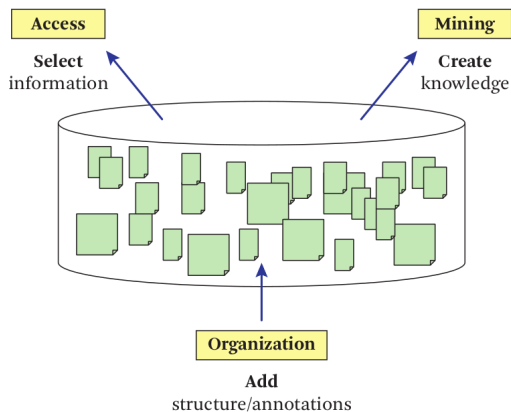 Access
Select
information
Mining
Create
knowledge
Organization
Add
structure/annotations